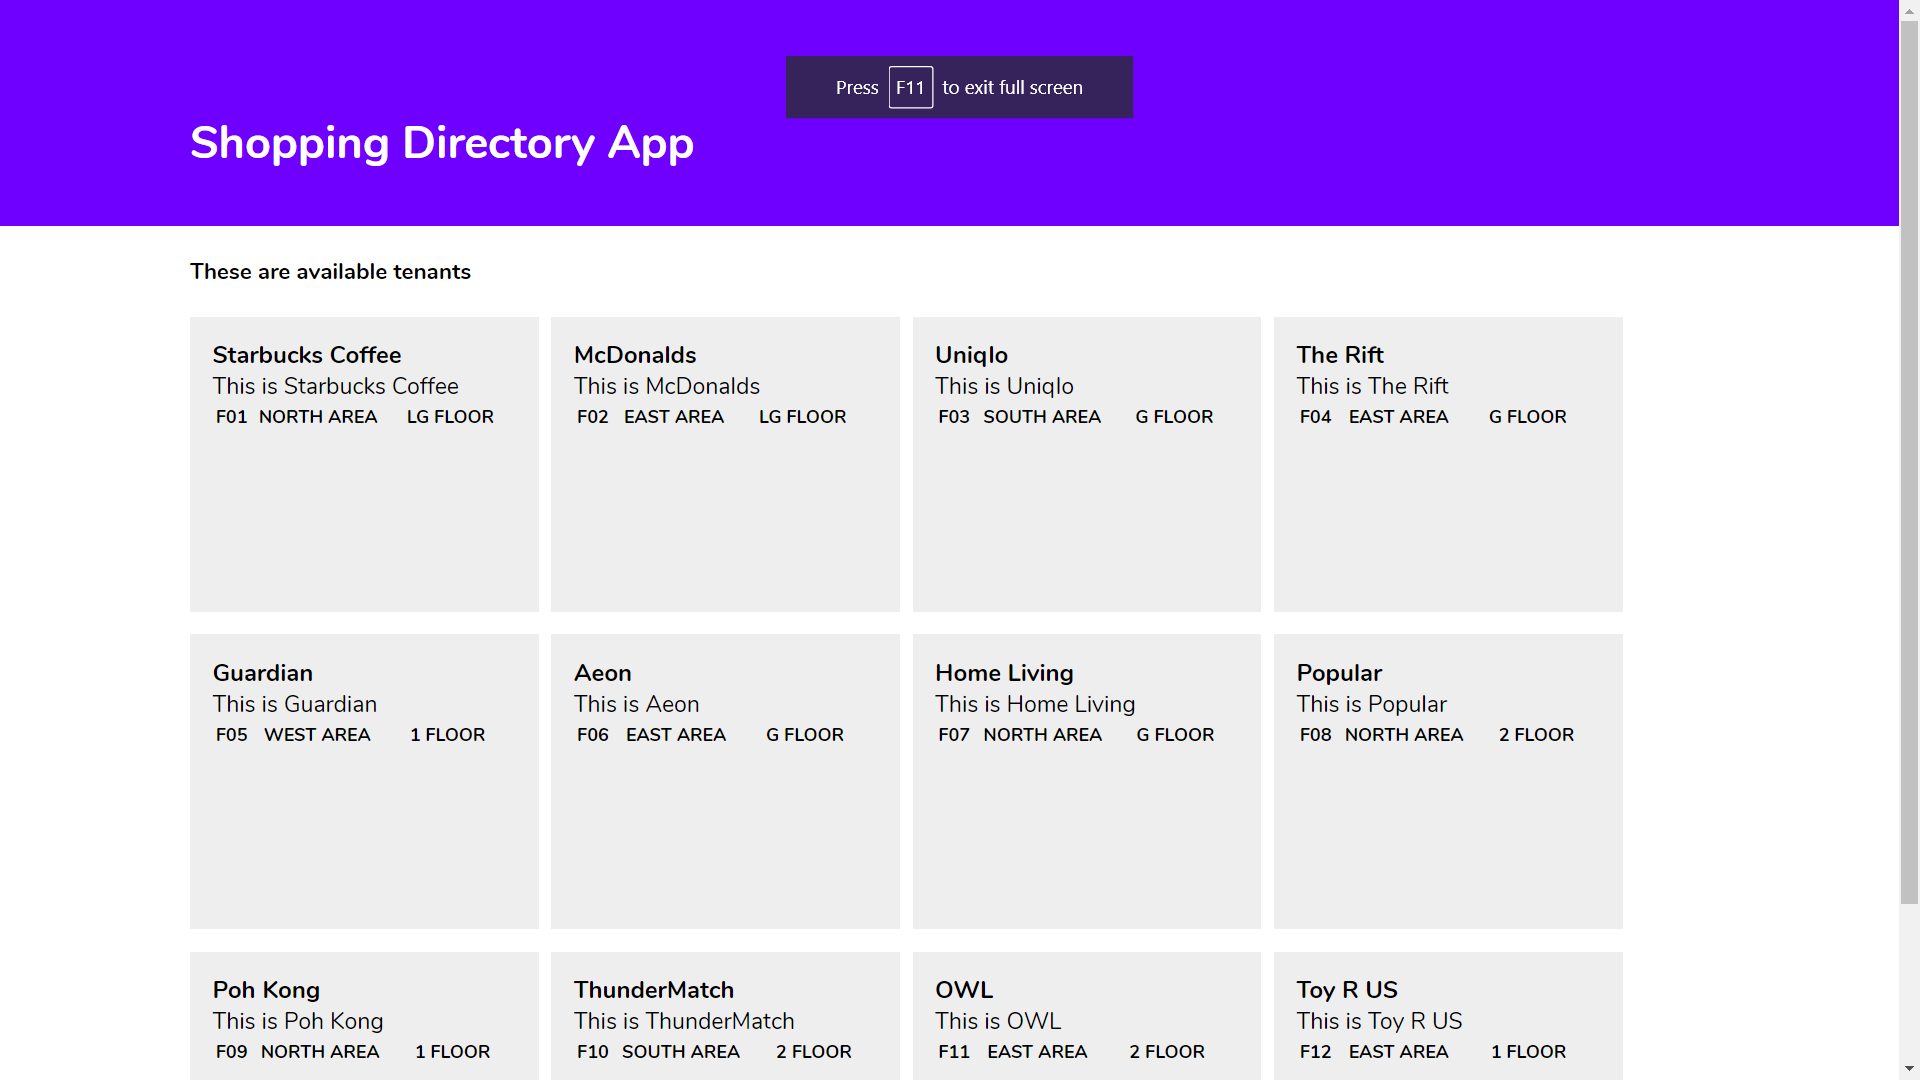 Press F11 to exit full screen
Shopping Directory App
These are available tenants
Starbucks Coffee
This is Starbucks Coffee
F01 NORTH AREA LG FLOOR
McDonalds
This is McDonalds
F02 EAST AREA LG FLOOR
Uniqlo
This is Uniqlo
F03 SOUTH AREA G FLOOR
The Rift
This is The Rift
F04 EAST AREA G FLOOR
Guardian
This is Guardian
F05 WEST AREA 1 FLOOR
Aeon
This is Aeon
F06 EAST AREA G FLOOR
Home Living
This is Home Living
F07 NORTH AREA G FLOOR
Popular
This is Popular
F08 NORTH AREA 2 FLOOR
Poh Kong
This is Poh Kong
F09 NORTH AREA 1 FLOOR
ThunderMatch
This is ThunderMatch
F10 SOUTH AREA 2 FLOOR
OWL
This is OWL
F11 EAST AREA 2 FLOOR
Toy R US
This is Toy R US
F12 EAST AREA 1 FLOOR